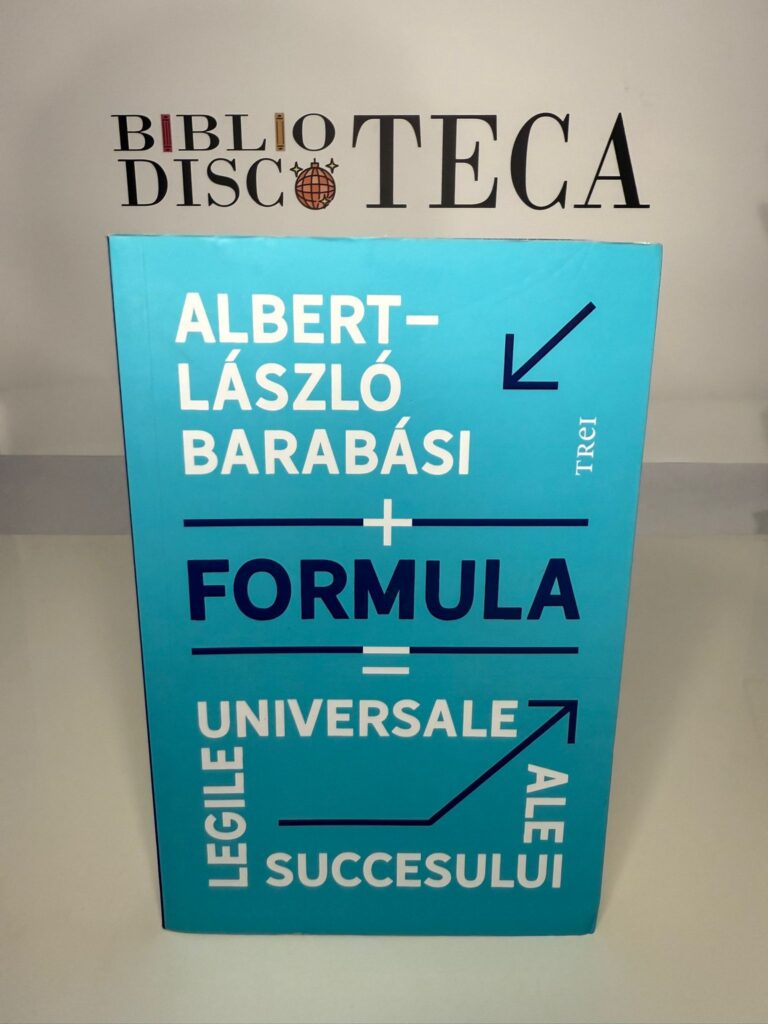 BIBLIO
DISCO TECA
ALBERT-
LÁSZLÓ
BARABÁSI
TREI
+
FORMULA
=
LEGILE
UNIVERSALE
ALE
SUCCESULUI